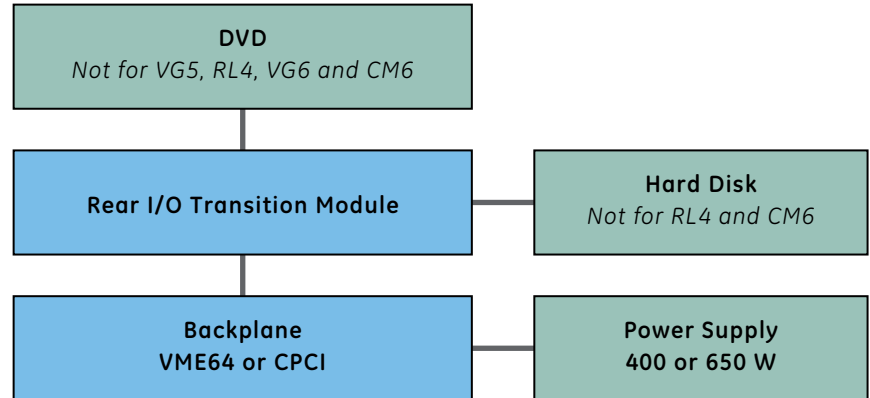 DVD
Not for VG5, RL4, VG6 and CM6
Rear I/O Transition Module
Hard Disk
Not for RL4 and CM6
Backplane
VME64 or CPCI
Power Supply
400 or 650 W